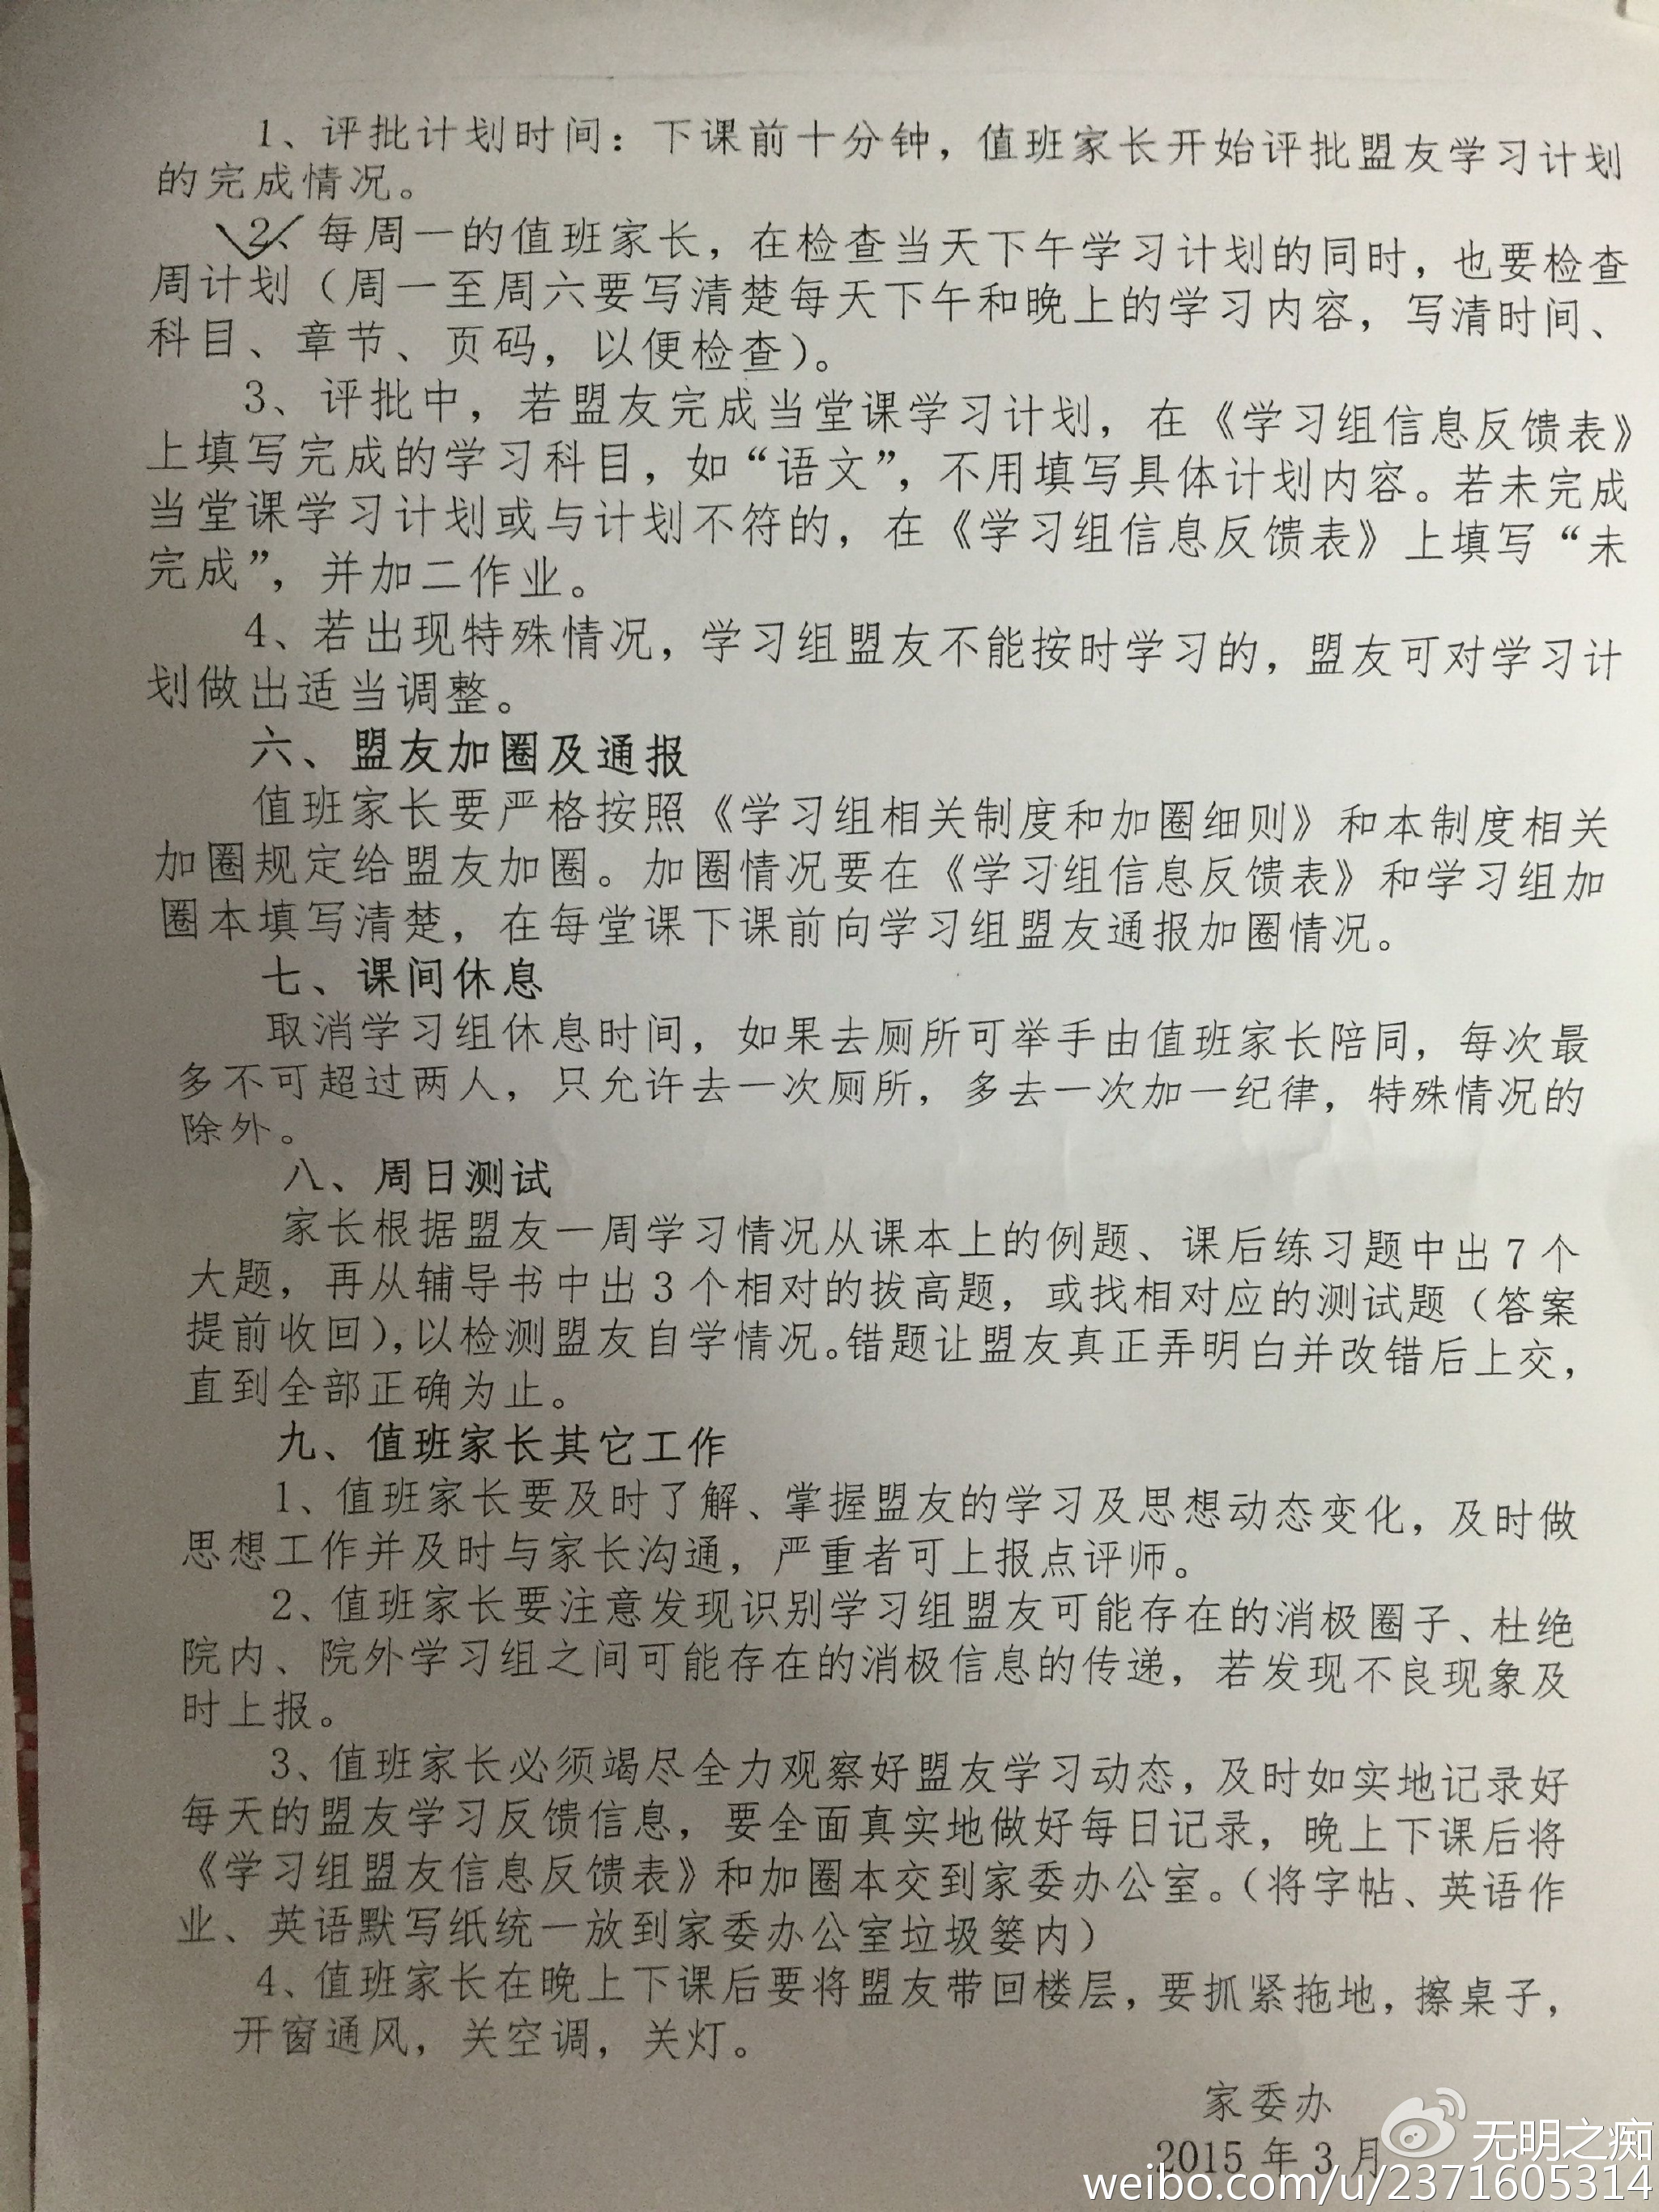 1、评批计划时间：下课前十分钟，值班家长开始评批盟友学习计划
的完成情况。
2、每周一的值班家长，在检查当天下午学习计划的同时，也要检查
周计划（周一至周六要写清楚每天下午和晚上的学习内容，写清时间、
科目、章节、页码，以便检查）。
3、评批中，若盟友完成当堂课学习计划，在《学习组信息反馈表》
上填写完成的学习科目，如“语文”，不用填写具体计划内容。若未完成
当堂课学习计划或与计划不符的，在《学习组信息反馈表》上填写“未
完成”，并加二作业。
4、若出现特殊情况，学习组盟友不能按时学习的，盟友可对学习计
划做出适当调整。
六、盟友加圈及通报
值班家长要严格按照《学习组相关制度和加圈细则》和本制度相关
加圈规定给盟友加圈。加圈情况要在《学习组信息反馈表》和学习组加
圈本填写清楚，在每堂课下课前向学习组盟友通报加圈情况。
七、课间休息
取消学习组休息时间，如果去厕所可举手由值班家长陪同，每次最
多不可超过两人，只允许去一次厕所，多去一次加一纪律，特殊情况的
除外。
八、周日测试
家长根据盟友一周学习情况从课本上的例题、课后练习题中出7个
大题，再从辅导书中出3个相对的拔高题，或找相对应的测试题（答案
提前收回），以检测盟友自学情况。错题让盟友真正弄明白并改错后上交，
直到全部正确为止。
九、值班家长其它工作
1、值班家长要及时了解、掌握盟友的学习及思想动态变化，及时做
思想工作并及时与家长沟通，严重者可上报点评师。
2、值班家长要注意发现识别学习组盟友可能存在的消极圈子、杜绝
院内、院外学习组之间可能存在的消极信息的传递，若发现不良现象及
时上报。
3、值班家长必须竭尽全力观察好盟友学习动态，及时如实地记录好
每天的盟友学习反馈信息，要全面真实地做好每日记录，晚上下课后将
《学习组盟友信息反馈表》和加圈本交到家委办公室。（将字帖、英语作
业、英语默写纸统一放到家委办公室垃圾篓内）
4、值班家长在晚上下课后要将盟友带回楼层，要抓紧拖地，擦桌子，
开窗通风，关空调，关灯。
家委办
2015年3月
无明之痴
weibo.com/u/2371605314